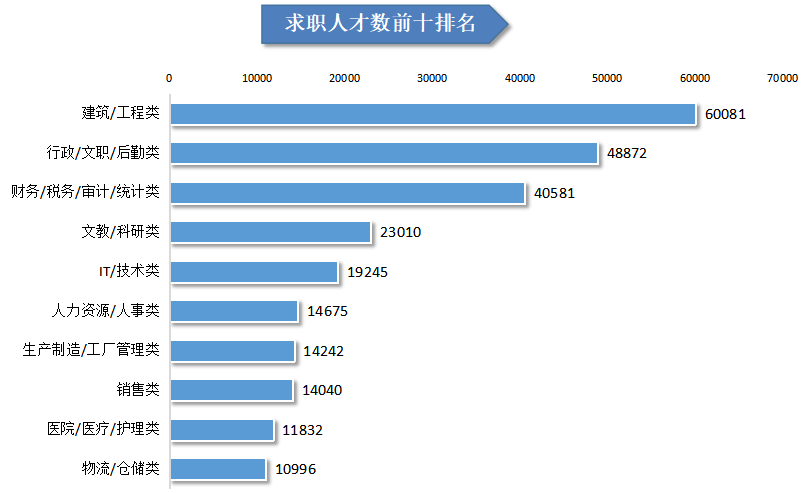 求职人才数前十排名
0 10000 20000 30000 40000 50000 60000 70000
建筑/工程类 60081
行政/文职/后勤类 48872
财务/税务/审计/统计类 40581
文教/科研类 23010
IT/技术类 19245
人力资源/人事类 14675
生产制造/工厂管理类 14242
销售类 14040
医院/医疗/护理类 11832
物流/仓储类 10996